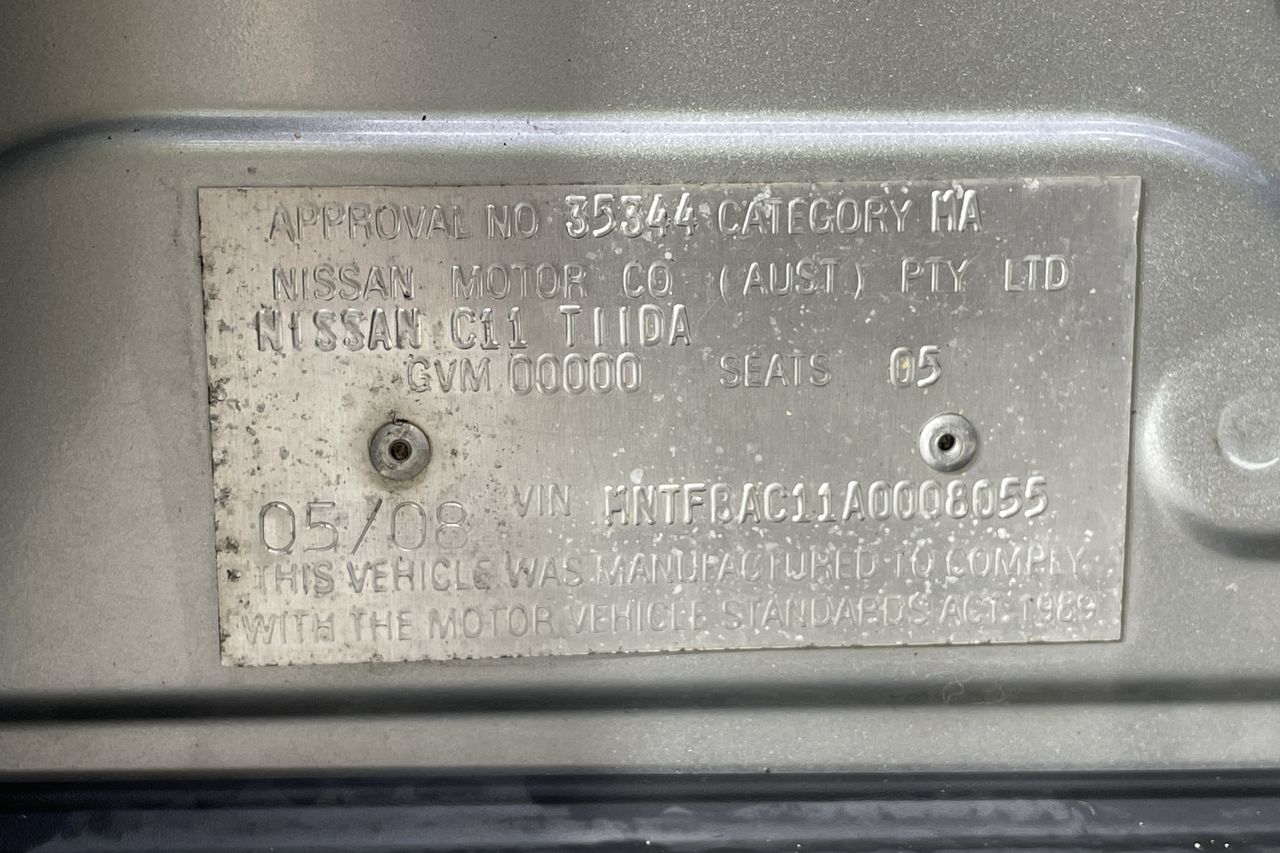 APPROVAL NO 35344 CATEGORY MA
NISSAN MOTOR CO (AUST) PTY LTD
NISSAN C11 TIIDA
GVM 00000 SEATS 05
05/08 VIN MNTFBAC11A0008055
THIS VEHICLE WAS MANUFACTURED TO COMPLY
WITH THE MOTOR VEHICLE STANDARDS ACT 1989